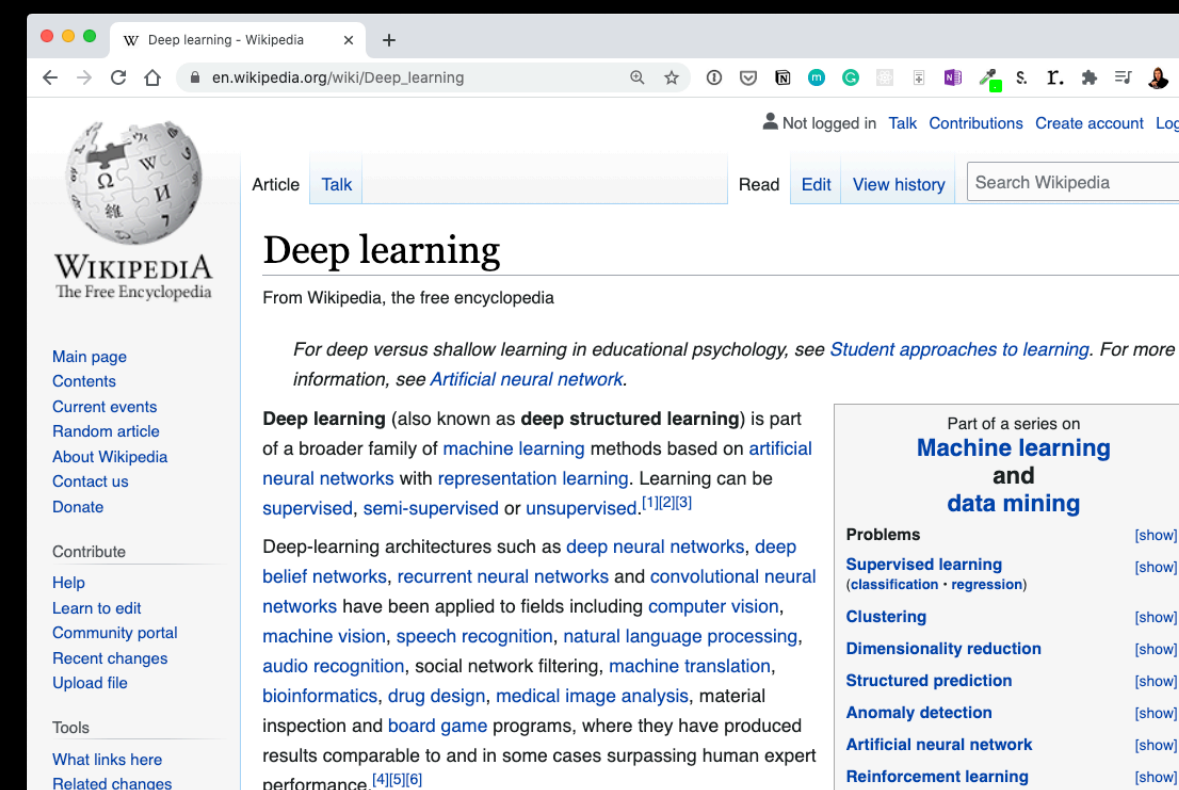 Deep learning - Wikipedia
en.wikipedia.org/wiki/Deep_learning
Not logged in Talk Contributions Create account Log
Article Talk
Read Edit View history Search Wikipedia
WIKIPEDIA
The Free Encyclopedia
Main page
Contents
Current events
Random article
About Wikipedia
Contact us
Donate
Contribute
Help
Learn to edit
Community portal
Recent changes
Upload file
Tools
What links here
Related changes
Deep learning
From Wikipedia, the free encyclopedia
For deep versus shallow learning in educational psychology, see Student approaches to learning. For more
information, see Artificial neural network.
Deep learning (also known as deep structured learning) is part
of a broader family of machine learning methods based on artificial
neural networks with representation learning. Learning can be
supervised, semi-supervised or unsupervised.[1][2][3]
Deep-learning architectures such as deep neural networks, deep
belief networks, recurrent neural networks and convolutional neural
networks have been applied to fields including computer vision,
machine vision, speech recognition, natural language processing,
audio recognition, social network filtering, machine translation,
bioinformatics, drug design, medical image analysis, material
inspection and board game programs, where they have produced
results comparable to and in some cases surpassing human expert
performance.[4][5][6]
Part of a series on
Machine learning
and
data mining
Problems [show]
Supervised learning [show]
(classification • regression)
Clustering [show]
Dimensionality reduction [show]
Structured prediction [show]
Anomaly detection [show]
Artificial neural network [show]
Reinforcement learning [show]